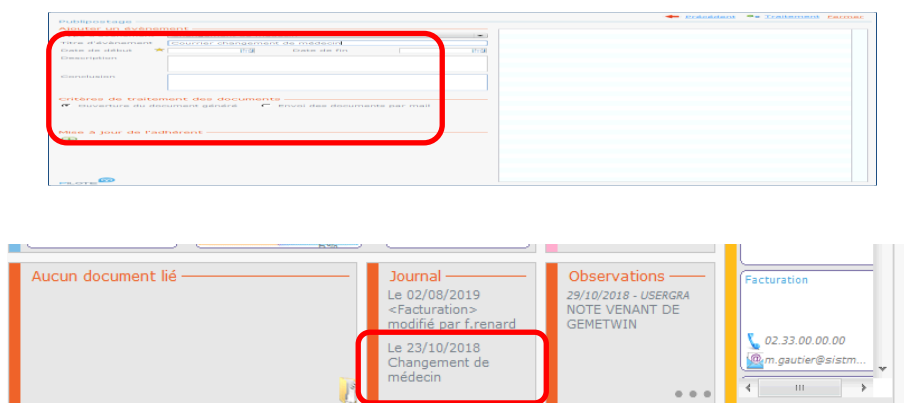 Publipostage
Précédent Traitement Fermer
Ajouter un évènement
Titre d'évènement Courrier changement de médecin
Date de début Date de fin
Description
Conclusion
Critères de traitement des documents
Ouverture du document généré Envoi des documents par mail
Mise à jour de l'adhérent
PILOTE
Aucun document lié
Journal
Le 02/08/2019
<Facturation>
modifié par f.renard
Le 23/10/2018
Changement de
médecin
Observations
29/10/2018 - USERGRA
NOTE VENANT DE
GEMETWIN
Facturation
02.33.00.00.00
m.gautier@sistm...